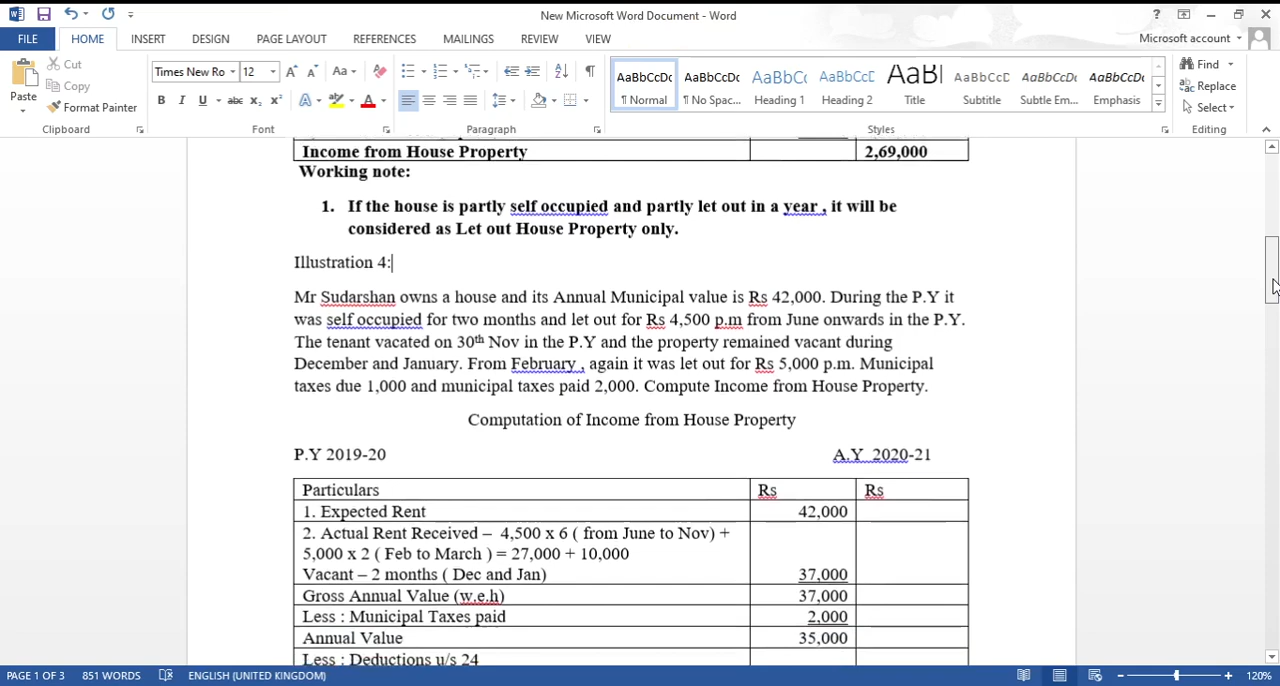 New Microsoft Word Document - Word
FILE HOME INSERT DESIGN PAGE LAYOUT REFERENCES MAILINGS REVIEW VIEW Microsoft account
Paste Cut Copy Format Painter
Times New Ro 12
AaBbCcDc AaBbCcDc AaBbCc AaBbCcD AaBl AaBbCcD AaBbCcDc AaBbCcDc
¶ Normal ¶ No Spac... Heading 1 Heading 2 Title Subtitle Subtle Em... Emphasis
Find Replace Select
Clipboard Font Paragraph Styles Editing
Income from House Property 2,69,000
Working note:
1. If the house is partly self occupied and partly let out in a year , it will be
considered as Let out House Property only.
Illustration 4:
Mr Sudarshan owns a house and its Annual Municipal value is Rs 42,000. During the P.Y it
was self occupied for two months and let out for Rs 4,500 p.m from June onwards in the P.Y.
The tenant vacated on 30th Nov in the P.Y and the property remained vacant during
December and January. From February , again it was let out for Rs 5,000 p.m. Municipal
taxes due 1,000 and municipal taxes paid 2,000. Compute Income from House Property.
Computation of Income from House Property
P.Y 2019-20 A.Y 2020-21
Particulars Rs Rs
1. Expected Rent 42,000
2. Actual Rent Received – 4,500 x 6 ( from June to Nov) +
5,000 x 2 ( Feb to March ) = 27,000 + 10,000
Vacant – 2 months ( Dec and Jan) 37,000
Gross Annual Value (w.e.h) 37,000
Less : Municipal Taxes paid 2,000
Annual Value 35,000
Less : Deductions u/s 24
PAGE 1 OF 3 851 WORDS ENGLISH (UNITED KINGDOM) 120%